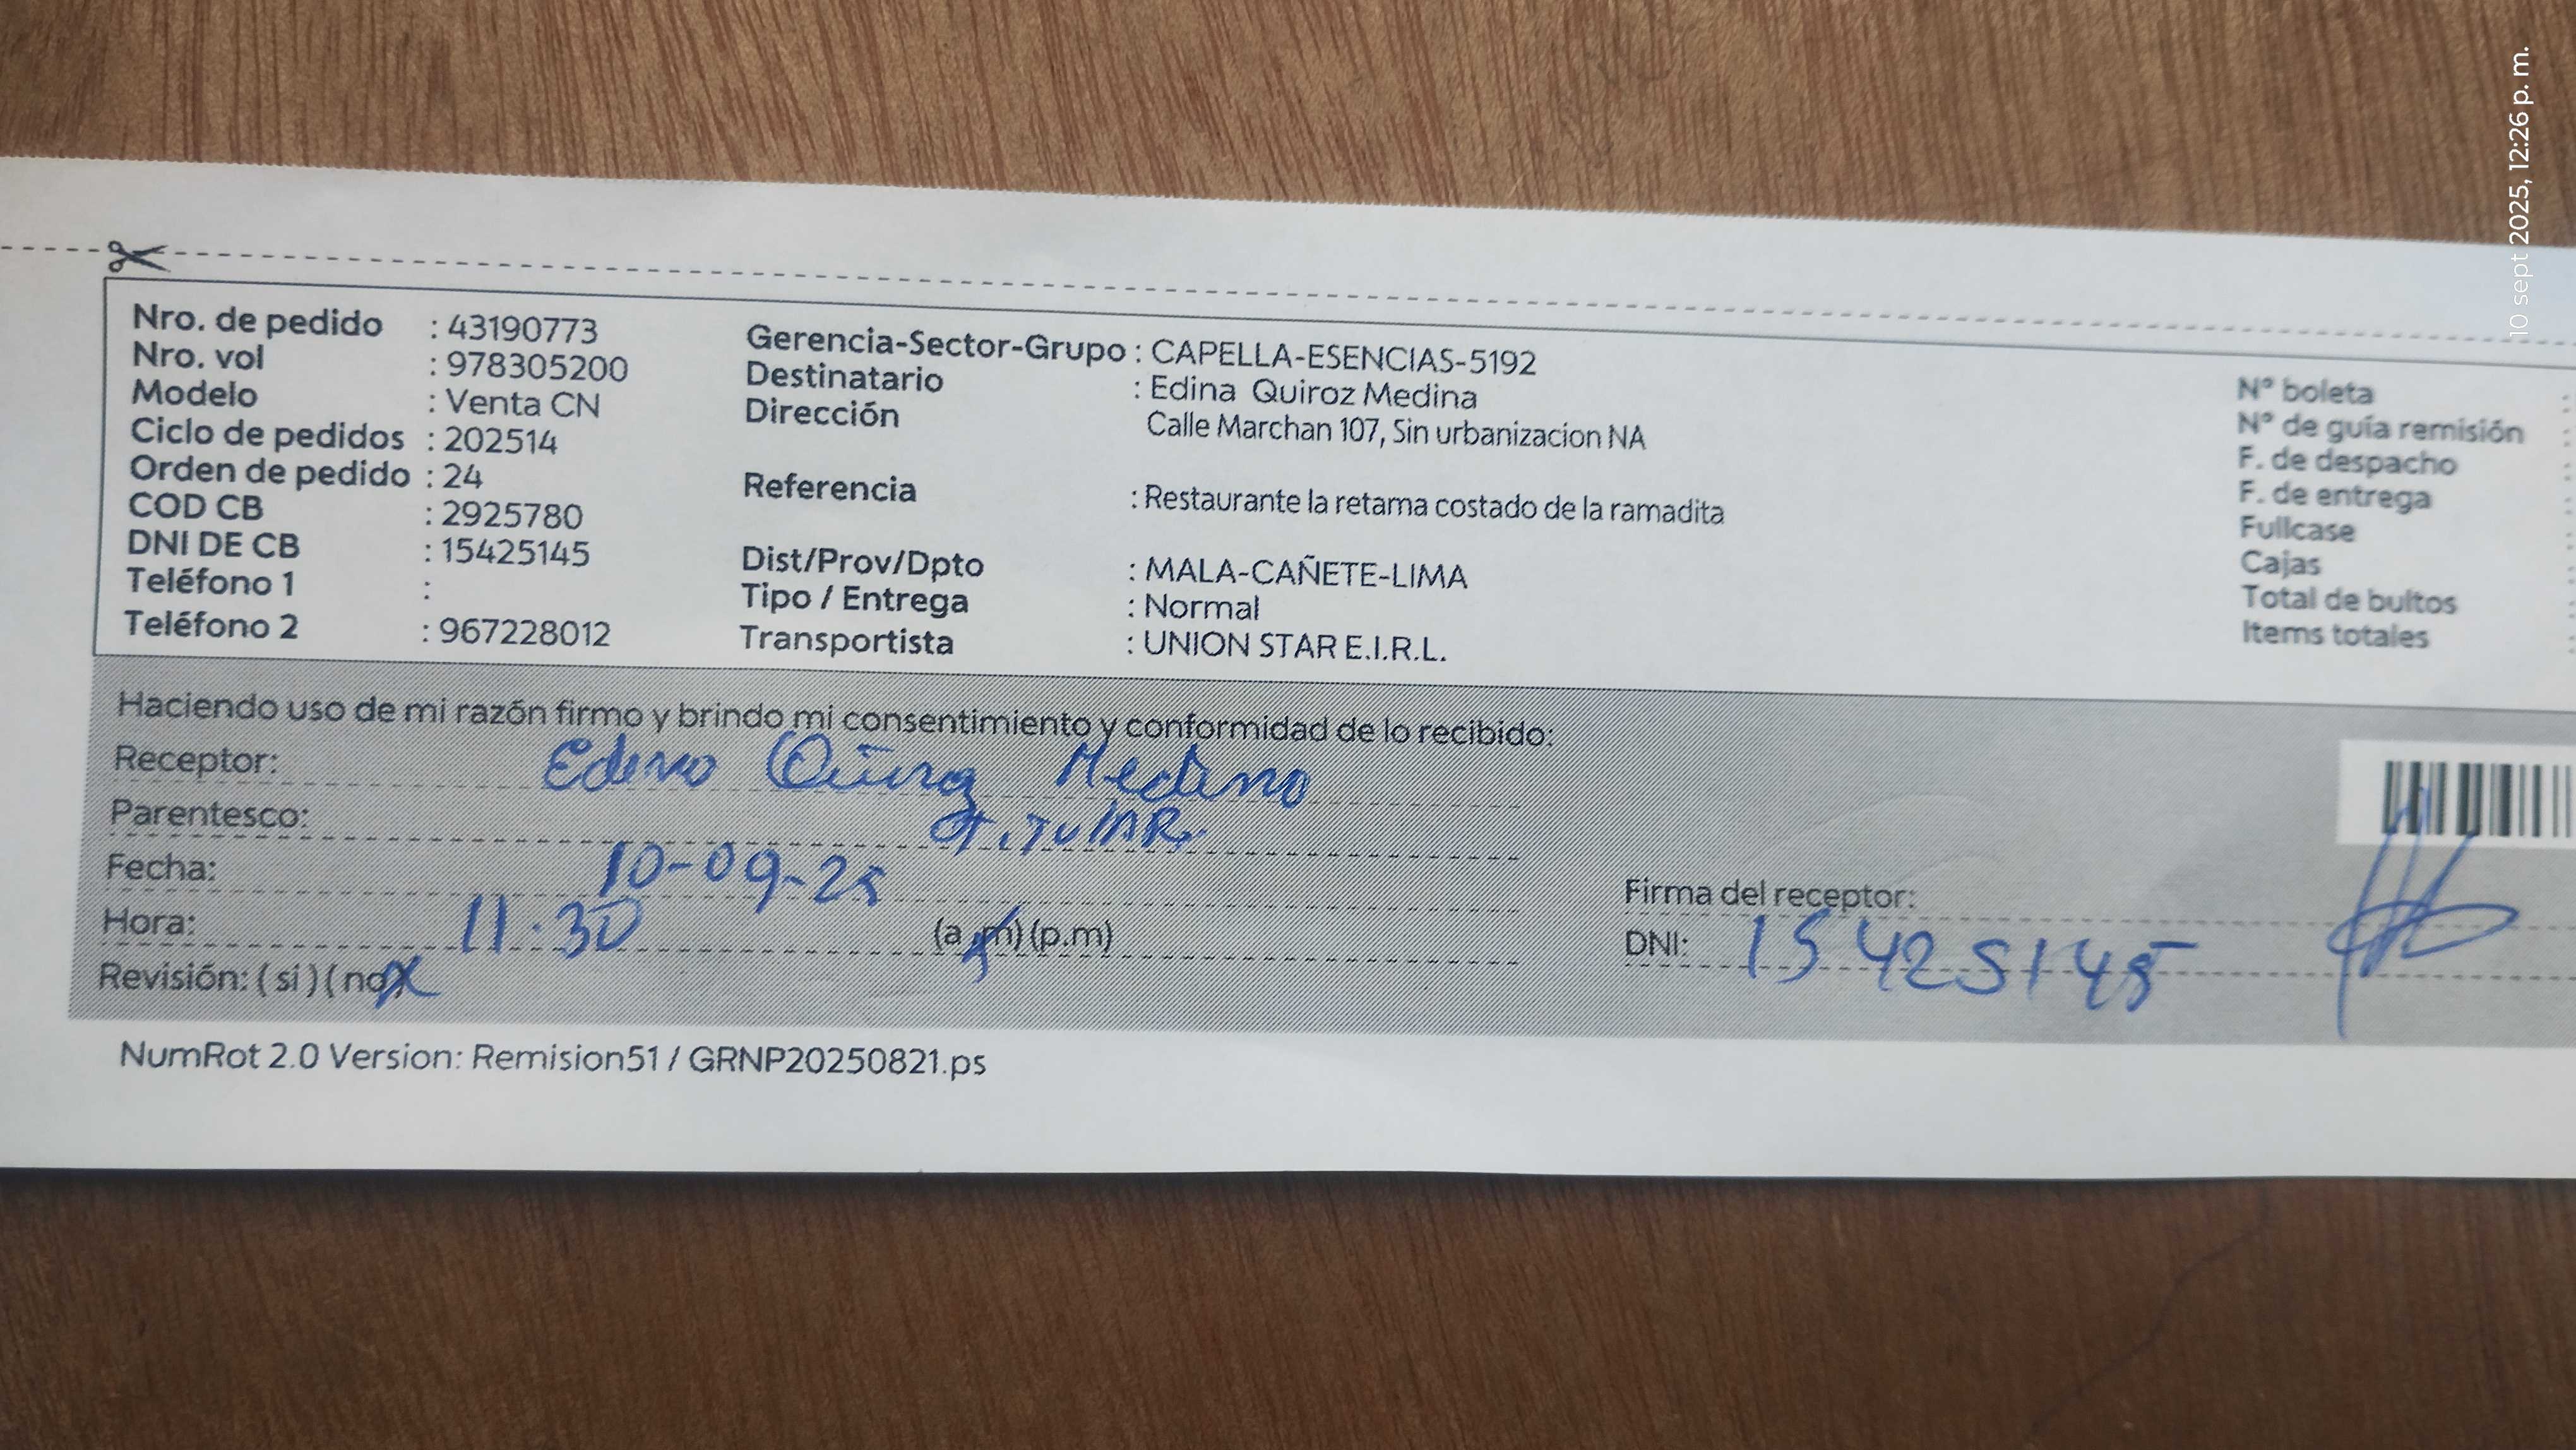 Nro. de pedido : 43190773
Nro. vol : 978305200
Modelo : Venta CN
Ciclo de pedidos : 202514
Orden de pedido : 24
COD CB : 2925780
DNI DE CB : 15425145
Teléfono 1 :
Teléfono 2 : 967228012
Gerencia-Sector-Grupo : CAPELLA-ESENCIAS-5192
Destinatario : Edina Quiroz Medina
Dirección Calle Marchan 107, Sin urbanizacion NA
Referencia : Restaurante la retama costado de la ramadita
Dist/Prov/Dpto : MALA-CAÑETE-LIMA
Tipo / Entrega : Normal
Transportista : UNION STAR E.I.R.L.
N° boleta :
N° de guía remisión :
F. de despacho :
F. de entrega :
Fullcase :
Cajas :
Total de bultos :
Items totales :
Haciendo uso de mi razón firmo y brindo mi consentimiento y conformidad de lo recibido:
Receptor: Edina Quiroz Medina
Parentesco: TiTulAR
Fecha: 10-09-25
Hora: 11.30 (a.m) (p.m)
Revisión: (si) (no) x
Firma del receptor:
DNI: 15425145
NumRot 2.0 Version: Remision51 / GRNP20250821.ps
10 sept 2025, 12:26 p. m.